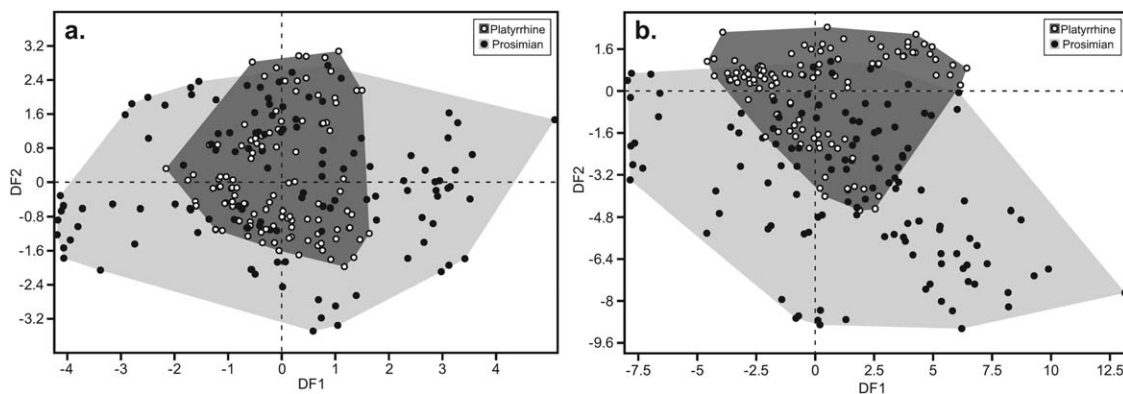 a.
Platyrrhine
Prosimian
3.2
2.4
1.6
0.8
0
-0.8
-1.6
-2.4
-3.2
DF2
-4 -3 -2 -1 0 1 2 3 4 5
DF1
b.
Platyrrhine
Prosimian
1.6
0
-1.6
-3.2
-4.8
-6.4
-8
-9.6
DF2
-7.5 -5 -2.5 0 2.5 5 7.5 10 12.5
DF1